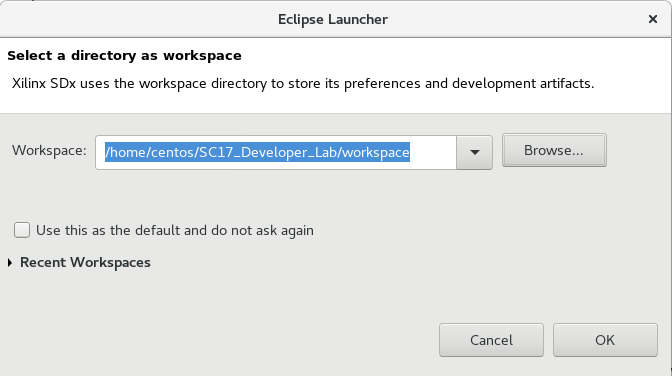 Eclipse Launcher
Select a directory as workspace
Xilinx SDx uses the workspace directory to store its preferences and development artifacts.
Workspace: /home/centos/SC17_Developer_Lab/workspace Browse...
Use this as the default and do not ask again
Recent Workspaces
Cancel OK